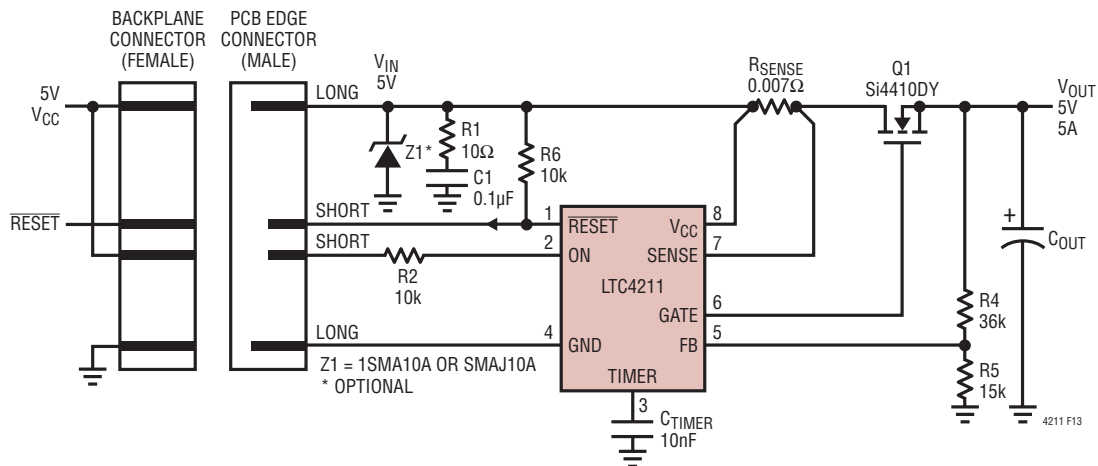 BACKPLANE
CONNECTOR
(FEMALE)
PCB EDGE
CONNECTOR
(MALE)
5V
VCC
RESET
LONG
SHORT
SHORT
LONG
VIN
5V
Z1*
R1
10Ω
C1
0.1µF
R6
10k
R2
10k
Z1 = 1SMA10A OR SMAJ10A
* OPTIONAL
RSENSE
0.007Ω
Q1
Si4410DY
VOUT
5V
5A
1
RESET
2
ON
4
GND
LTC4211
VCC
8
SENSE
7
GATE
6
FB
5
TIMER
3
CTIMER
10nF
R4
36k
R5
15k
+
COUT
4211 F13